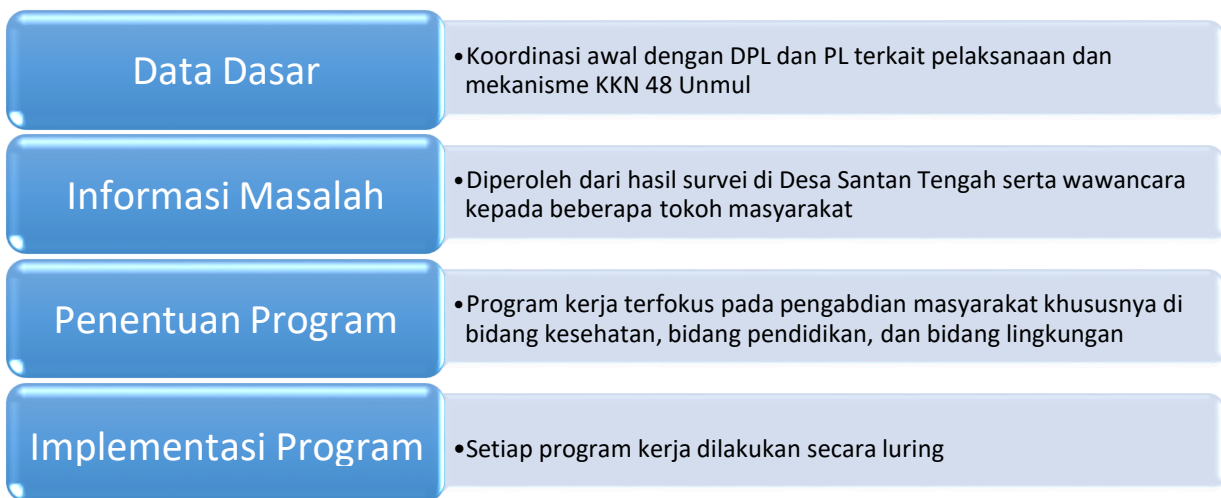 Data Dasar
•Koordinasi awal dengan DPL dan PL terkait pelaksanaan dan
mekanisme KKN 48 Unmul
Informasi Masalah
•Diperoleh dari hasil survei di Desa Santan Tengah serta wawancara
kepada beberapa tokoh masyarakat
Penentuan Program
•Program kerja terfokus pada pengabdian masyarakat khususnya di
bidang kesehatan, bidang pendidikan, dan bidang lingkungan
Implementasi Program
•Setiap program kerja dilakukan secara luring